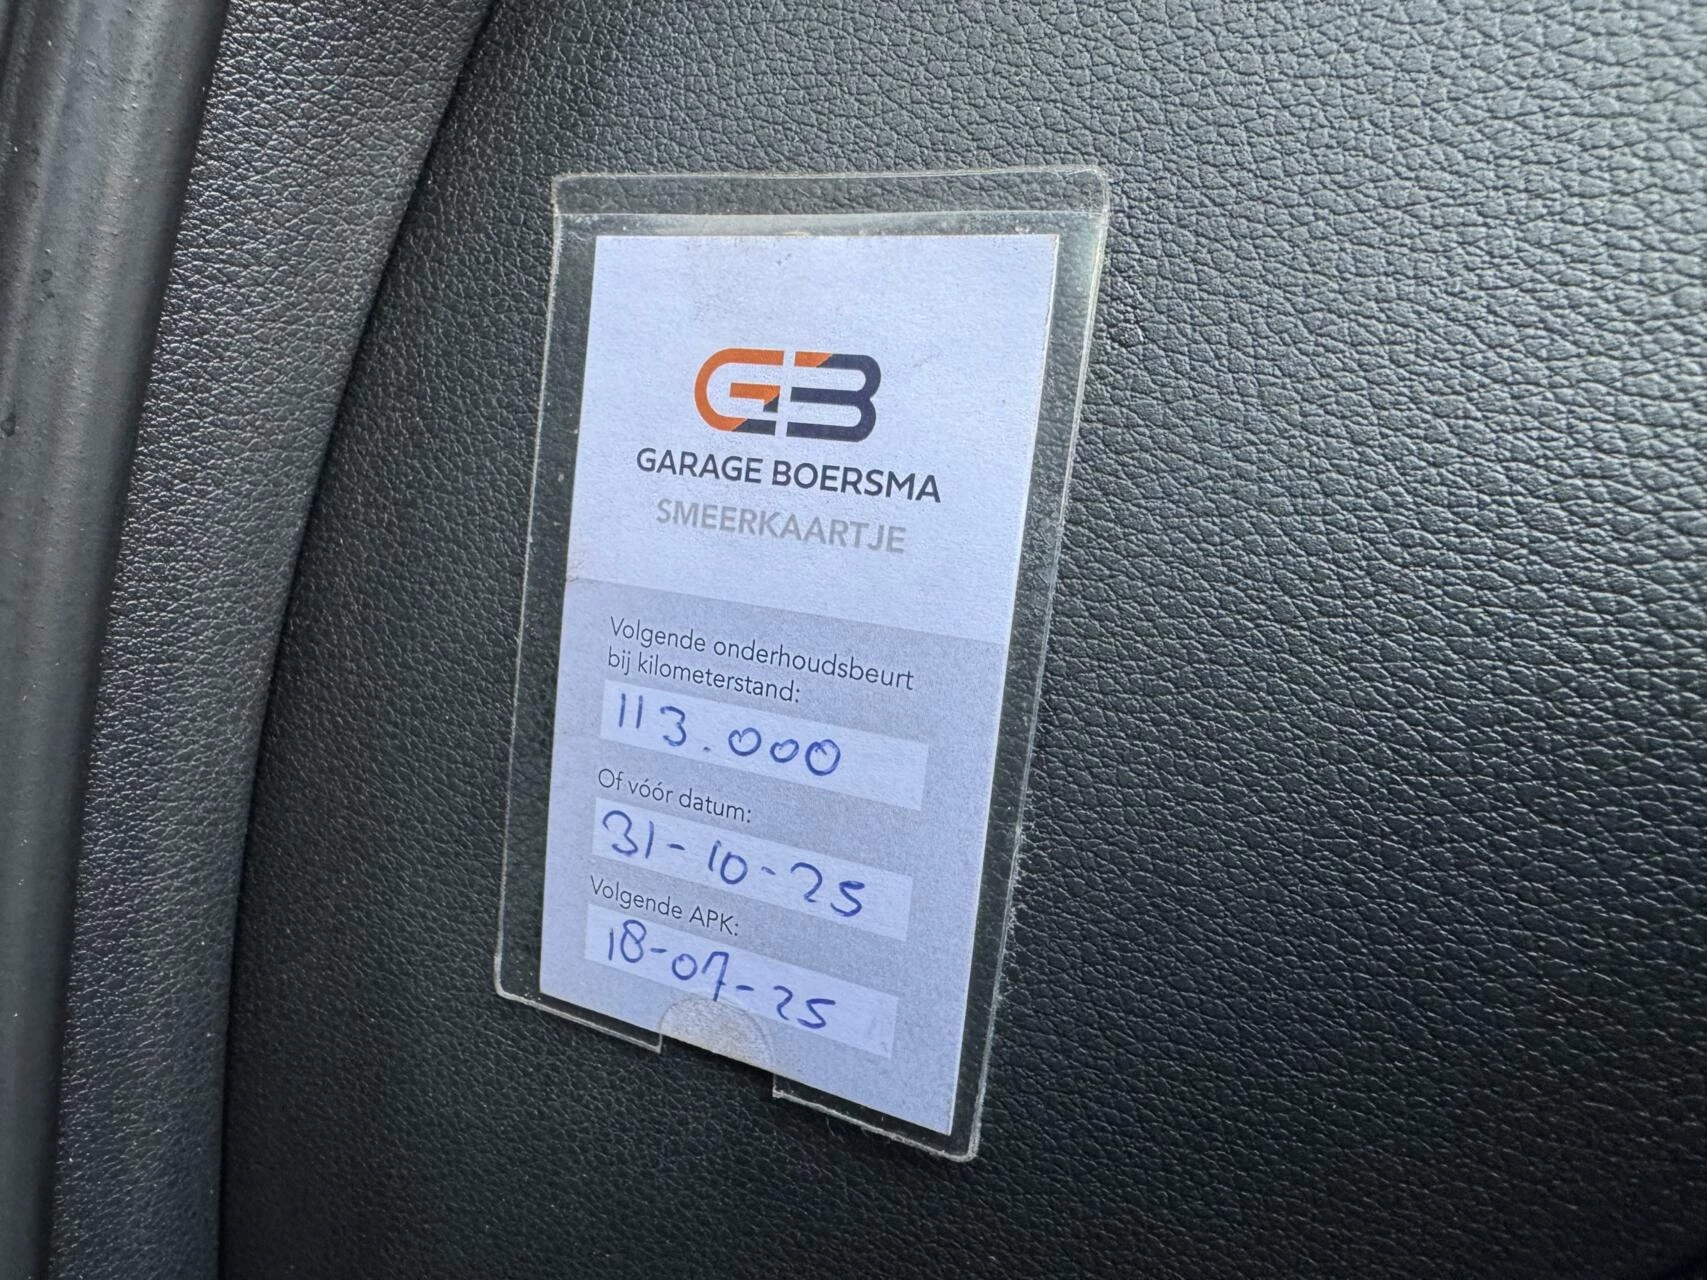 GB
GARAGE BOERSMA
SMEERKAARTJE
Volgende onderhoudsbeurt
bij kilometerstand:
113.000
Of vóór datum:
31-10-25
Volgende APK:
18-07-25